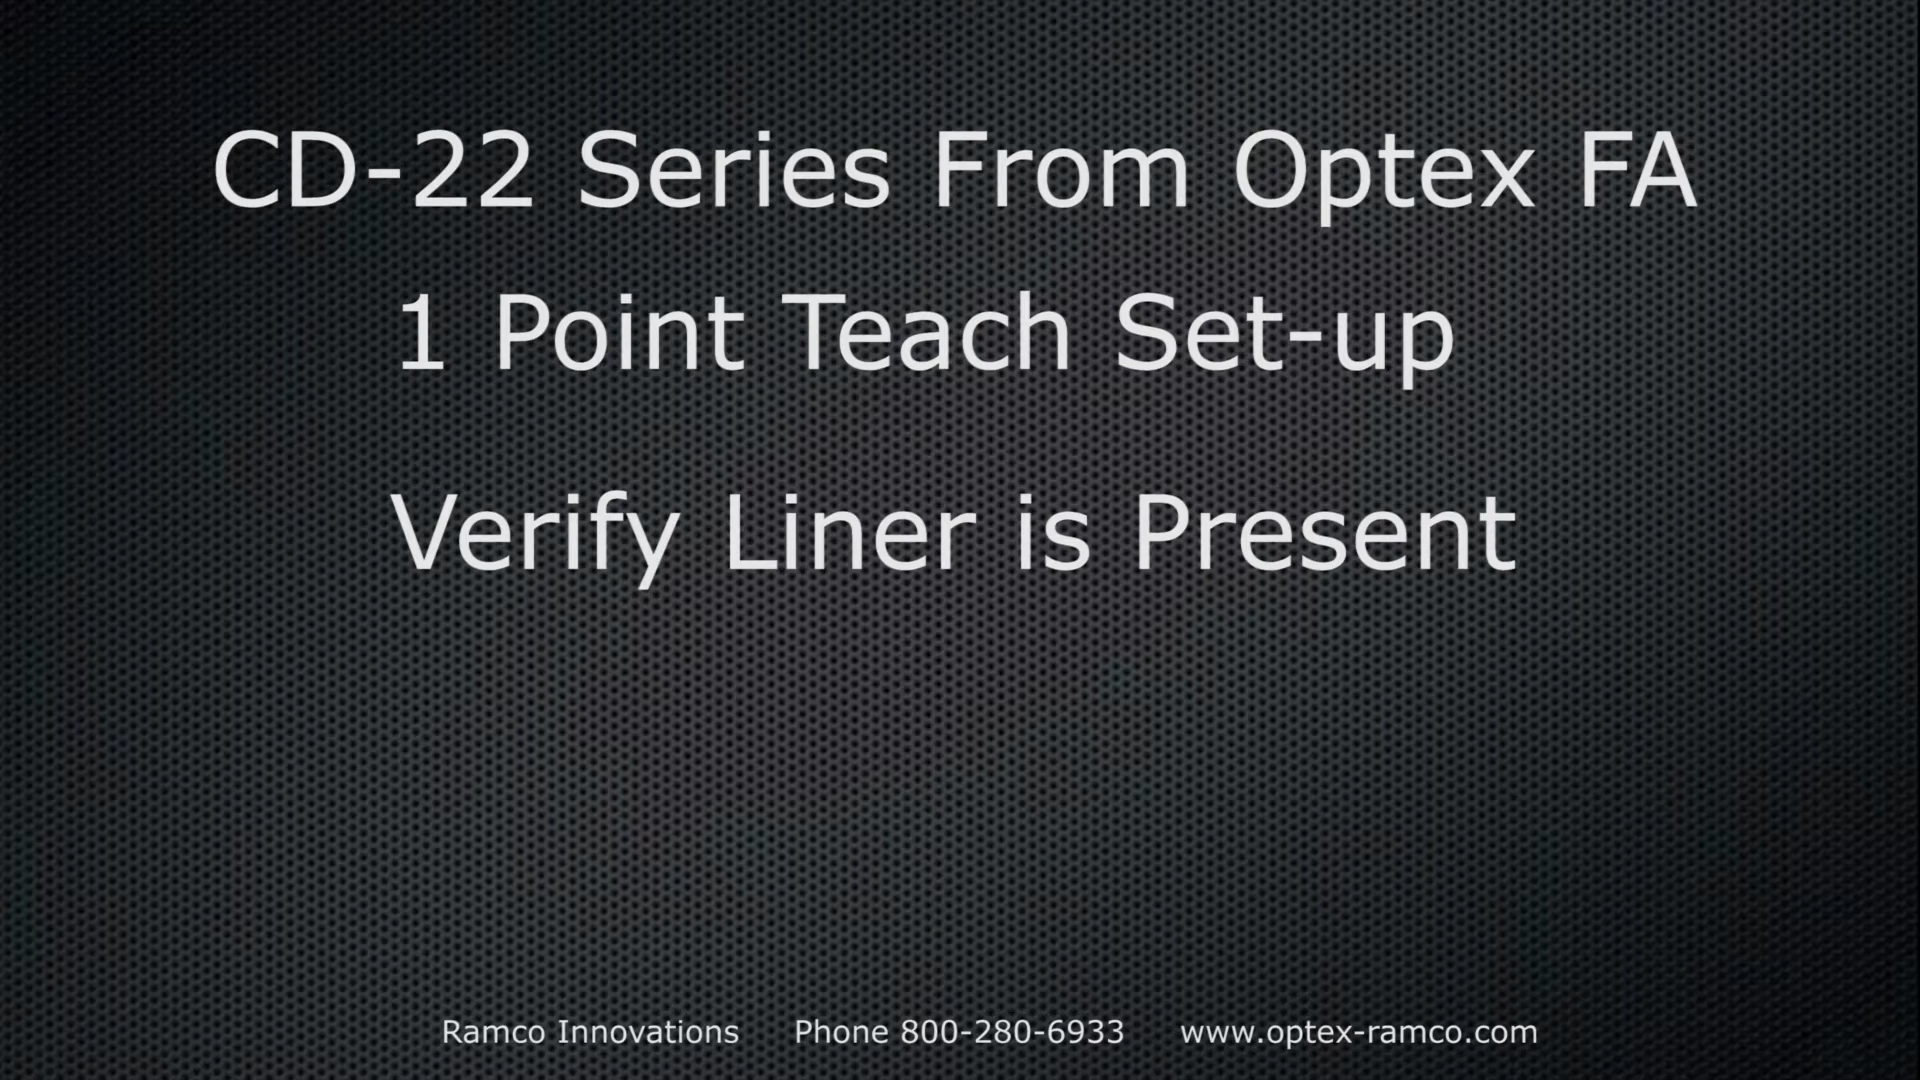 CD-22 Series From Optex FA
1 Point Teach Set-up
Verify Liner is Present
Ramco Innovations Phone 800-280-6933 www.optex-ramco.com